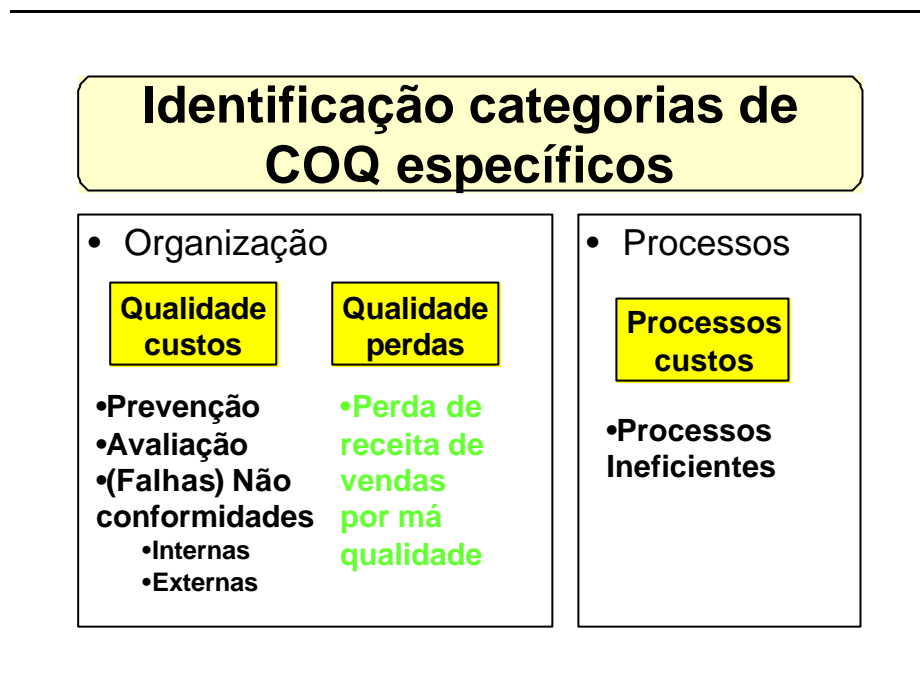 Identificação categorias de
COQ específicos
• Organização
Qualidade
custos
Qualidade
perdas
•Prevenção
•Avaliação
•(Falhas) Não
conformidades
•Internas
•Externas
•Perda de
receita de
vendas
por má
qualidade
• Processos
Processos
custos
•Processos
Ineficientes